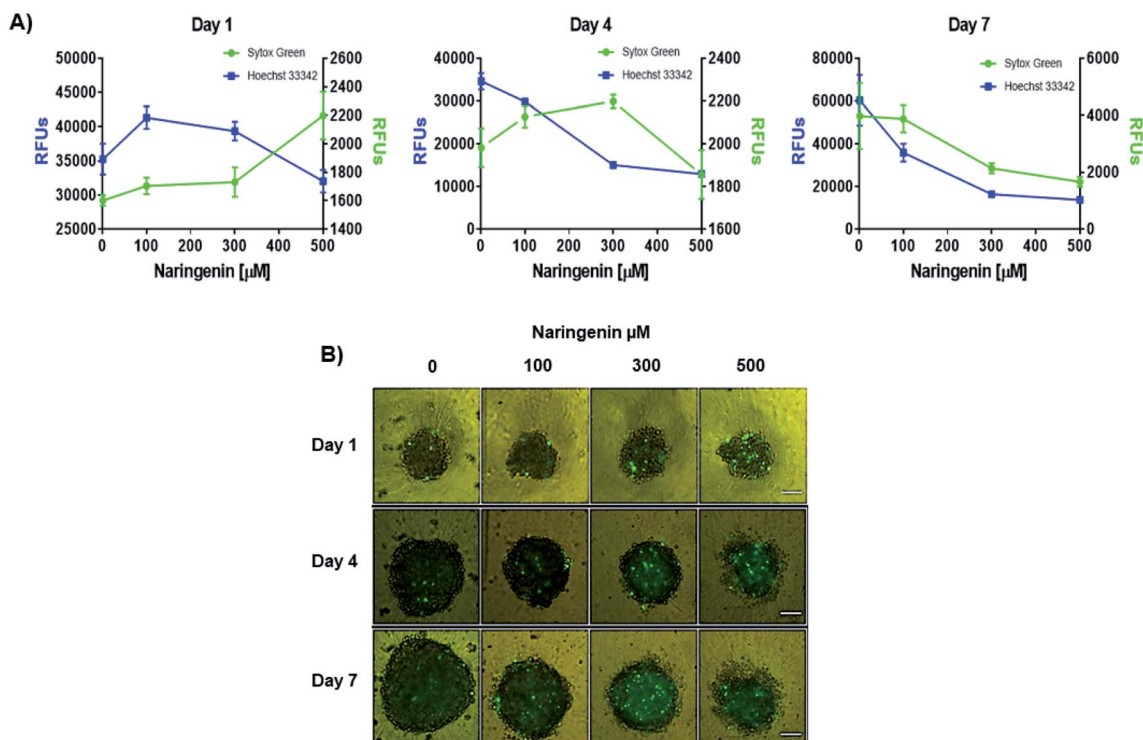 A)
Day 1
Sytox Green
Hoechst 33342
50000
45000
40000
35000
30000
25000
2600
2400
2200
2000
1800
1600
1400
RFUs
RFUs
0 100 200 300 400 500
Naringenin [µM]
Day 4
Sytox Green
Hoechst 33342
40000
30000
20000
10000
0
2600
2400
2200
2000
1800
1600
RFUs
RFUs
0 100 200 300 400 500
Naringenin [µM]
Day 7
Sytox Green
Hoechst 33342
80000
60000
40000
20000
0
6000
4000
2000
0
RFUs
RFUs
0 100 200 300 400 500
Naringenin [µM]
B)
Naringenin µM
0 100 300 500
Day 1
Day 4
Day 7